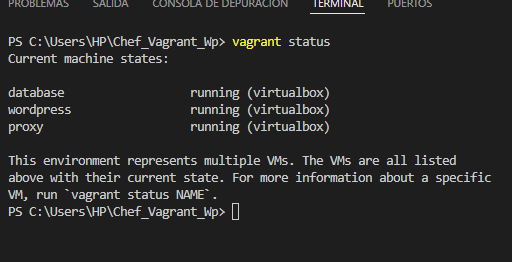 PROBLEMAS SALIDA CONSOLA DE DEPURACIÓN TERMINAL PUERTOS
PS C:\Users\HP\Chef_Vagrant_Wp> vagrant status
Current machine states:
database running (virtualbox)
wordpress running (virtualbox)
proxy running (virtualbox)
This environment represents multiple VMs. The VMs are all listed
above with their current state. For more information about a specific
VM, run `vagrant status NAME`.
PS C:\Users\HP\Chef_Vagrant_Wp>